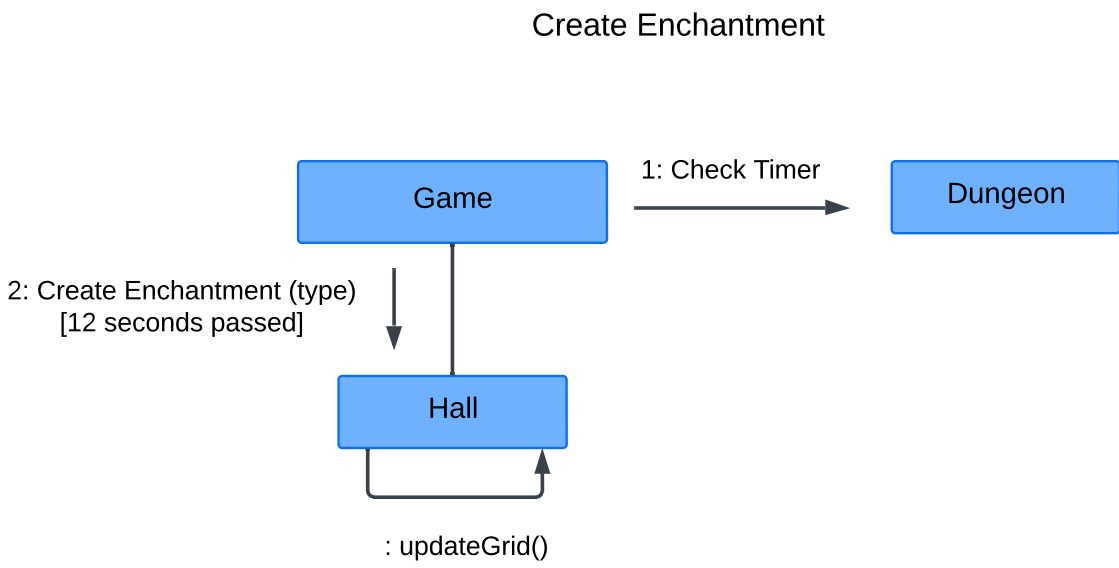 Create Enchantment
1: Check Timer
Game
Dungeon
2: Create Enchantment (type)
[12 seconds passed]
Hall
: updateGrid()